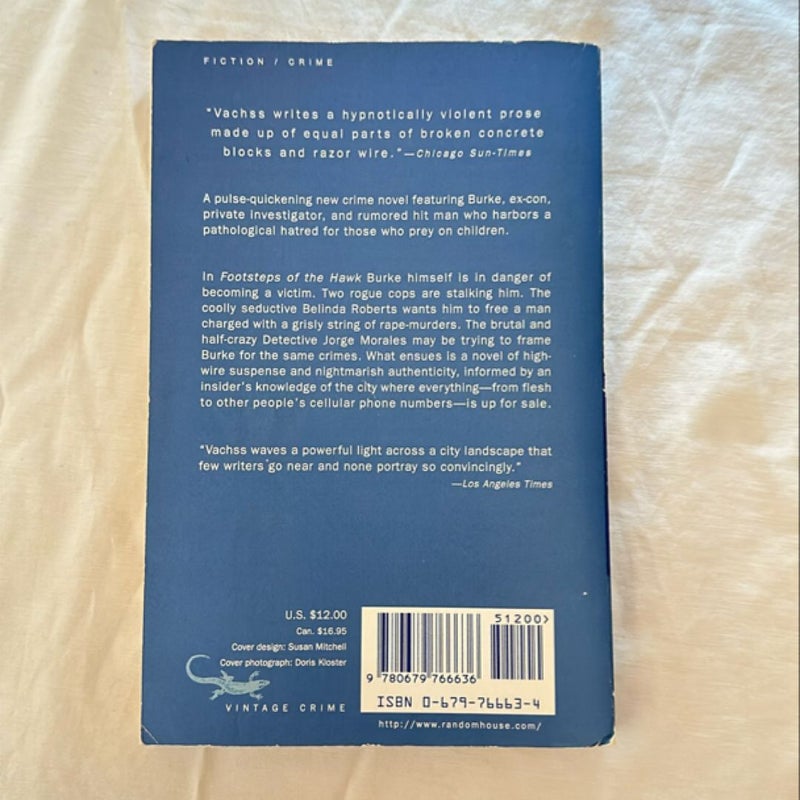 FICTION / CRIME
"Vachss writes a hypnotically violent prose
made up of equal parts of broken concrete
blocks and razor wire."—Chicago Sun-Times
A pulse-quickening new crime novel featuring Burke, ex-con,
private investigator, and rumored hit man who harbors a
pathological hatred for those who prey on children.
In Footsteps of the Hawk Burke himself is in danger of
becoming a victim. Two rogue cops are stalking him. The
coolly seductive Belinda Roberts wants him to free a man
charged with a grisly string of rape-murders. The brutal and
half-crazy Detective Jorge Morales may be trying to frame
Burke for the same crimes. What ensues is a novel of high-
wire suspense and nightmarish authenticity, informed by an
insider's knowledge of the city where everything—from flesh
to other people's cellular phone numbers—is up for sale.
"Vachss waves a powerful light across a city landscape that
few writers go near and none portray so convincingly."
—Los Angeles Times
U.S. $12.00
Can. $16.95
Cover design: Susan Mitchell
Cover photograph: Doris Kloster
VINTAGE CRIME
51200>
9 780679 766636
ISBN 0-679-76663-4
http://www.randomhouse.com/